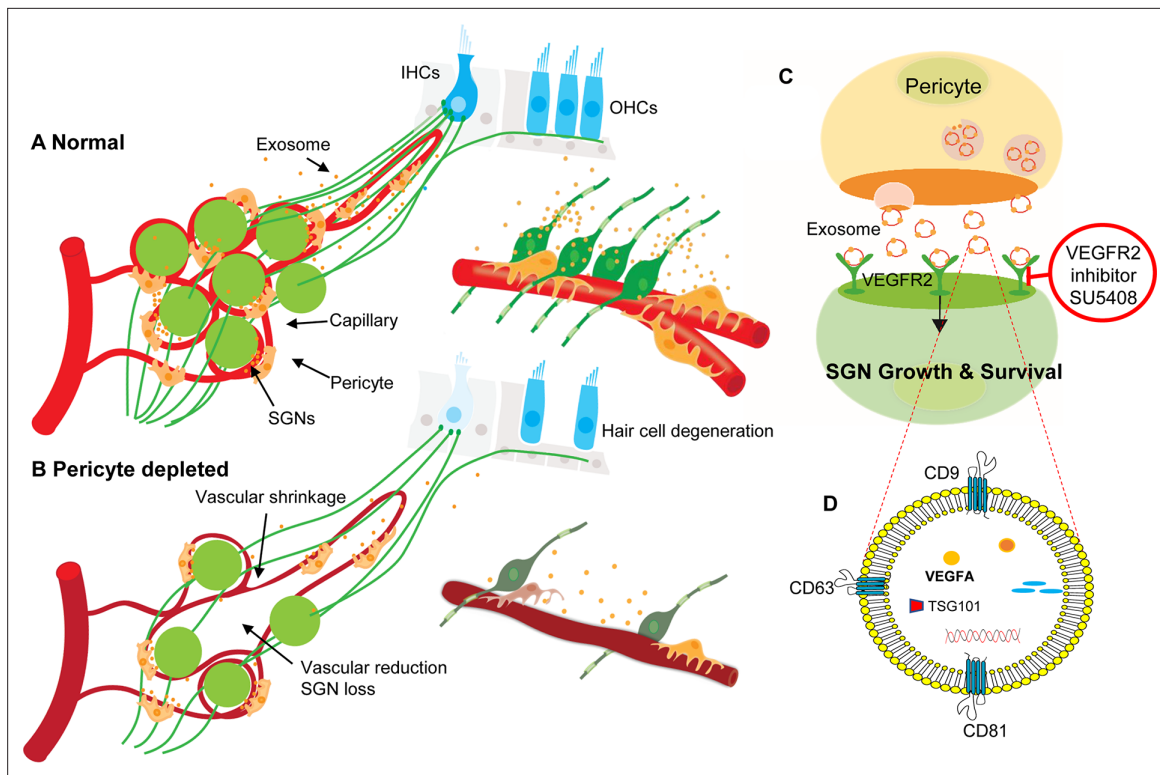 A Normal
IHCs
OHCs
Exosome
Capillary
Pericyte
SGNs
B Pericyte depleted
Hair cell degeneration
Vascular shrinkage
Vascular reduction
SGN loss
C
Pericyte
Exosome
VEGFR2
VEGFR2
inhibitor
SU5408
SGN Growth & Survival
D
CD9
CD63
VEGFA
TSG101
CD81